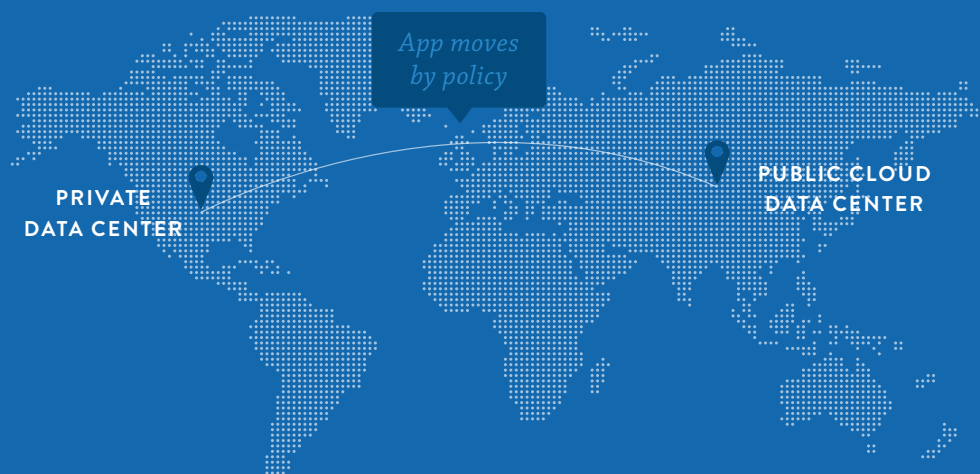 App moves
by policy
PRIVATE
DATA CENTER
PUBLIC CLOUD
DATA CENTER